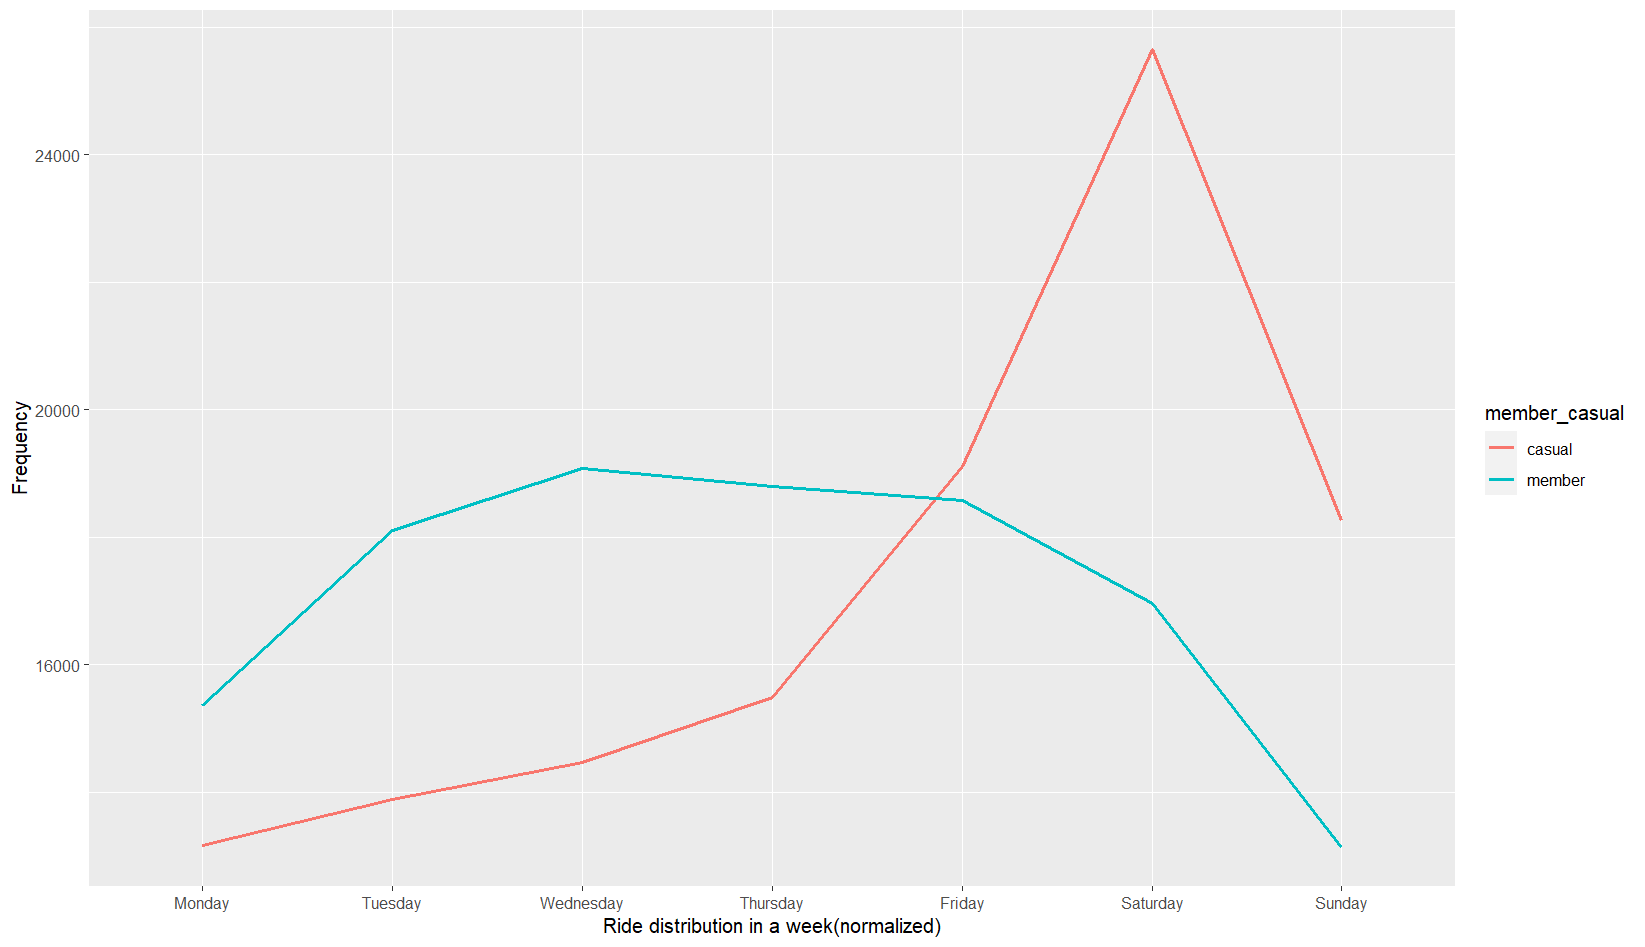 Frequency
24000
20000
16000
Monday Tuesday Wednesday Thursday Friday Saturday Sunday
Ride distribution in a week(normalized)
member_casual
casual
member